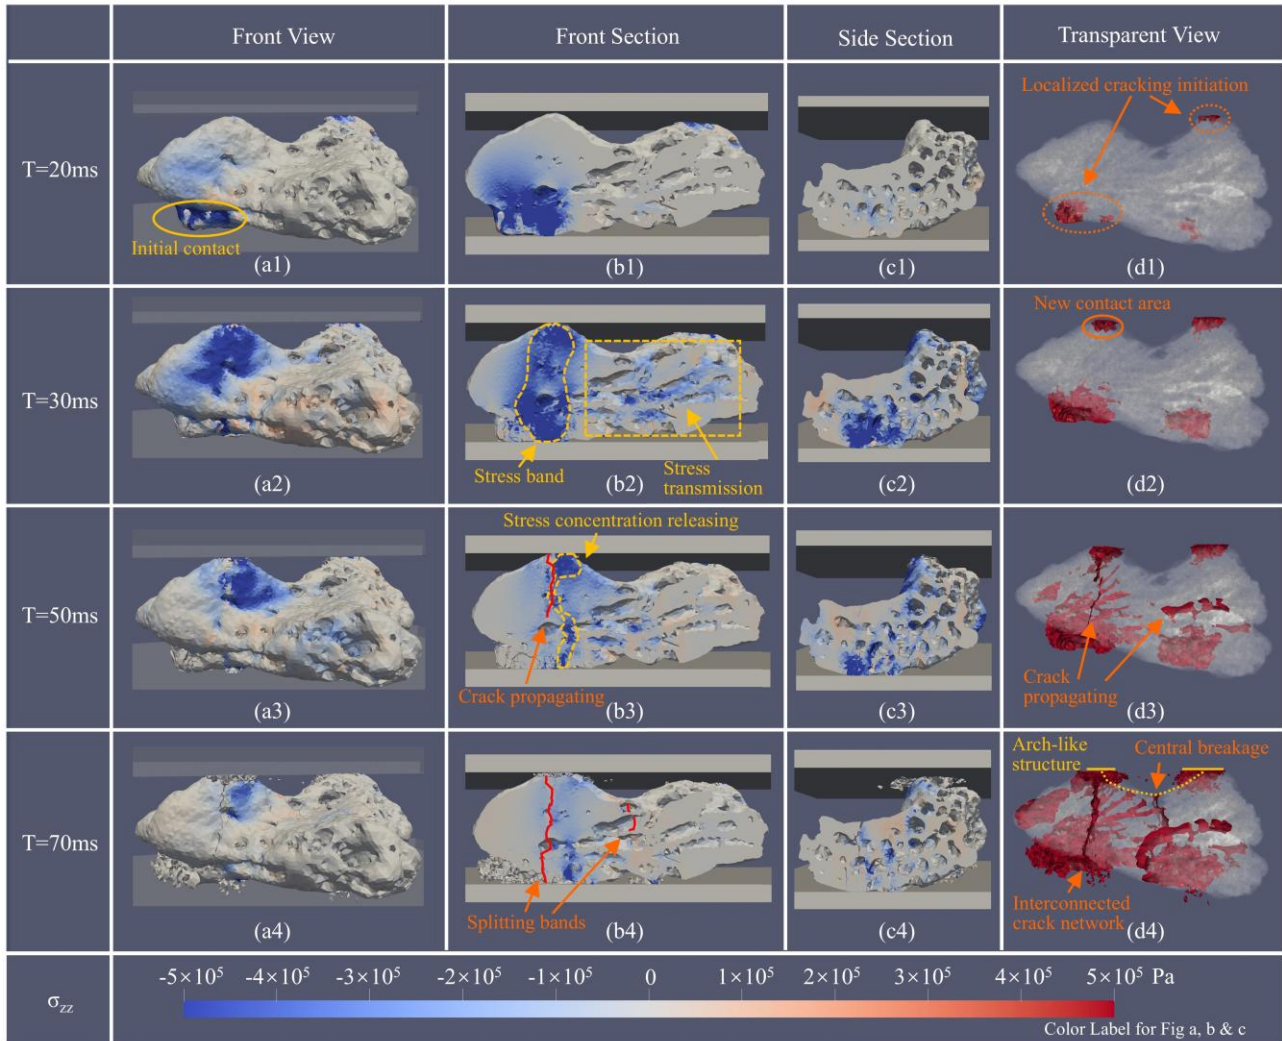 Front View
Front Section
Side Section
Transparent View
T=20ms
Initial contact
(a1)
(b1)
(c1)
Localized cracking initiation
(d1)
T=30ms
(a2)
Stress band
(b2)
Stress
transmission
(c2)
New contact area
(d2)
T=50ms
(a3)
Stress concentration releasing
Crack propagating
(b3)
(c3)
Crack
propagating
(d3)
T=70ms
(a4)
Splitting bands
(b4)
(c4)
Arch-like
structure
Central breakage
Interconnected
crack network
(d4)
σzz
-5×10⁵ -4×10⁵ -3×10⁵ -2×10⁵ -1×10⁵ 0 1×10⁵ 2×10⁵ 3×10⁵ 4×10⁵ 5×10⁵ Pa
Color Label for Fig a, b & c